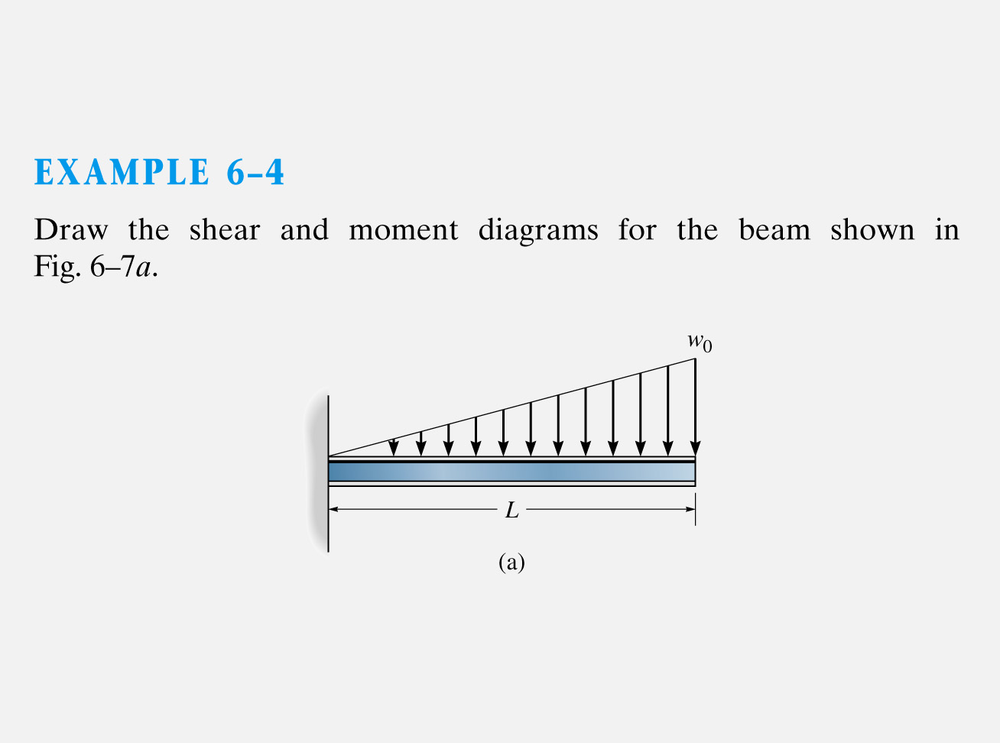 EXAMPLE 6–4
Draw the shear and moment diagrams for the beam shown in
Fig. 6–7a.
w0
L
(a)